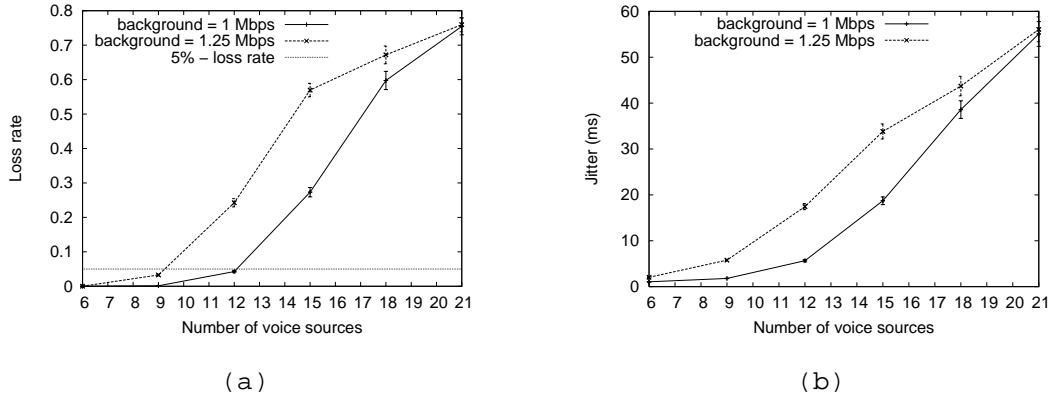 0.8
0.7
0.6
0.5
0.4
0.3
0.2
0.1
0
Loss rate
background = 1 Mbps
background = 1.25 Mbps
5% − loss rate
6 7 8 9 10 11 12 13 14 15 16 17 18 19 20 21
Number of voice sources
(a)
60
50
40
30
20
10
0
Jitter (ms)
background = 1 Mbps
background = 1.25 Mbps
6 7 8 9 10 11 12 13 14 15 16 17 18 19 20 21
Number of voice sources
(b)